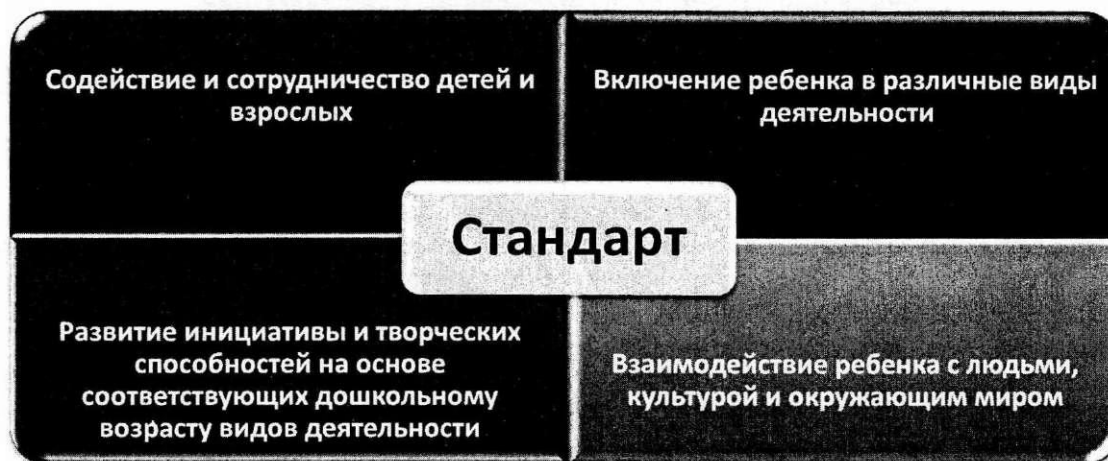 Содействие и сотрудничество детей и
взрослых
Включение ребенка в различные виды
деятельности
Стандарт
Развитие инициативы и творческих
способностей на основе
соответствующих дошкольному
возрасту видов деятельности
Взаимодействие ребенка с людьми,
культурой и окружающим миром